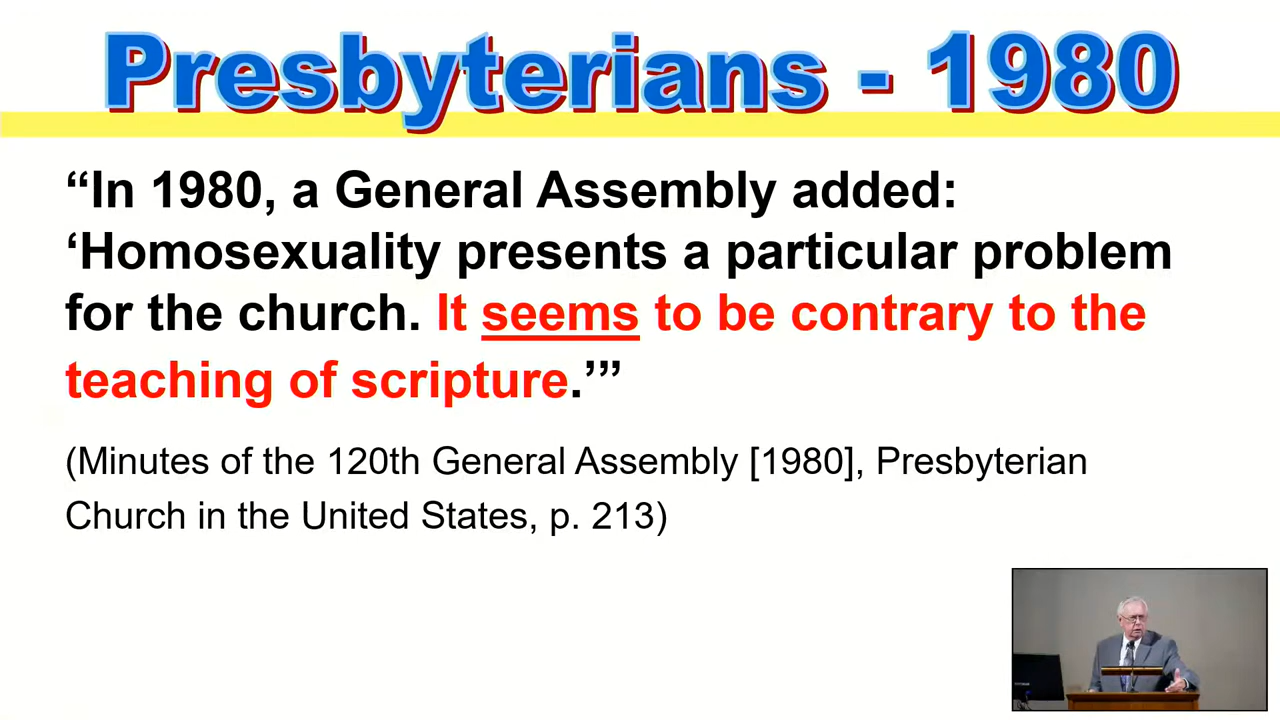 Presbyterians - 1980
“In 1980, a General Assembly added:
‘Homosexuality presents a particular problem
for the church. It seems to be contrary to the
teaching of scripture.’”
(Minutes of the 120th General Assembly [1980], Presbyterian
Church in the United States, p. 213)